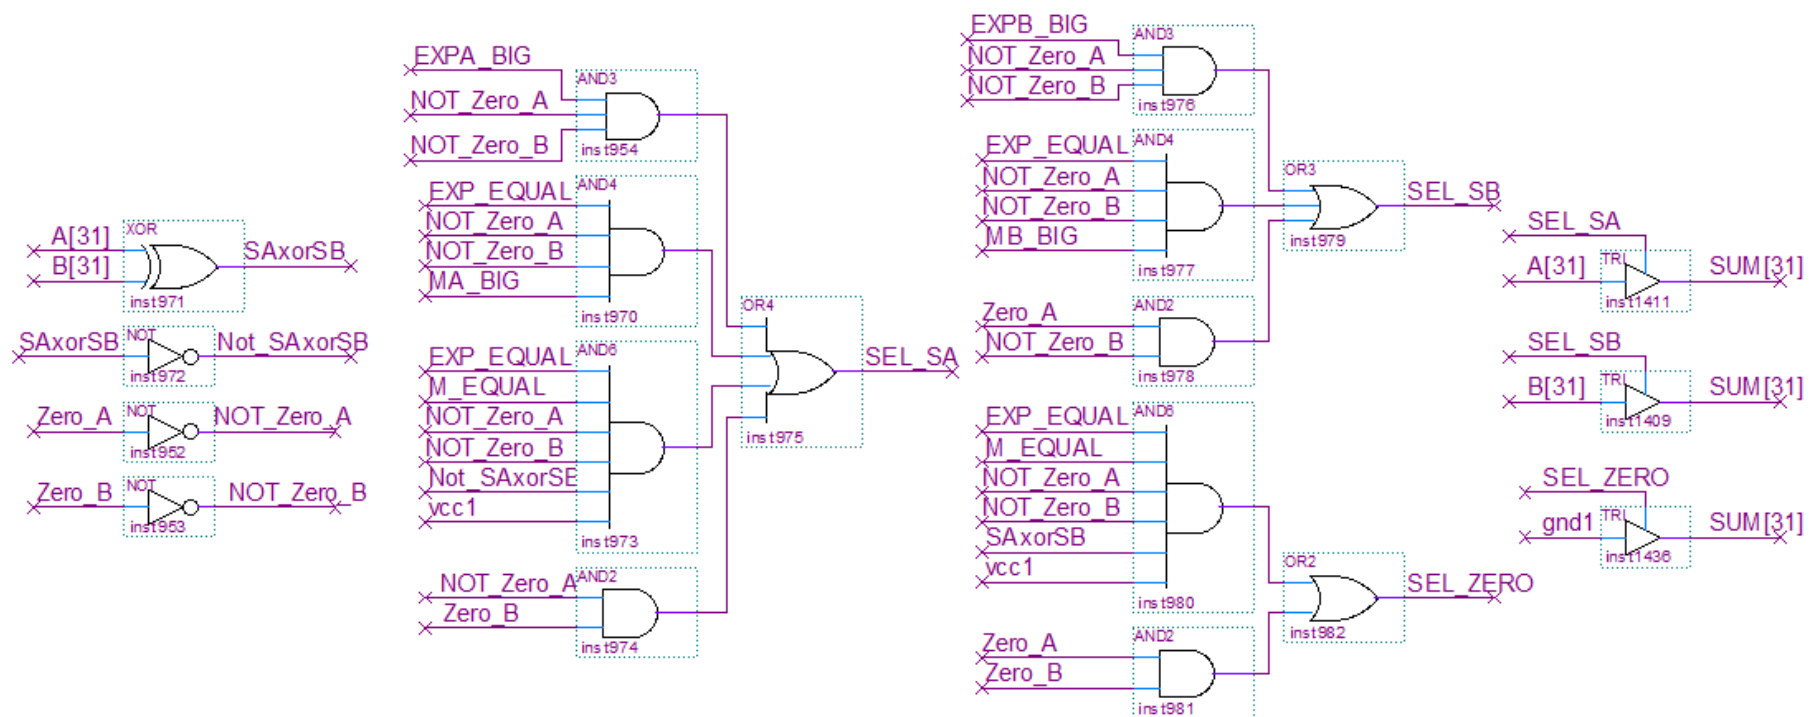 A[31]
B[31]
XOR
inst971
SAxorSB
SAxorSB
NOT
inst972
Not_SAxorSB
Zero_A
NOT
inst952
NOT_Zero_A
Zero_B
NOT
inst953
NOT_Zero_B
EXPA_BIG
NOT_Zero_A
NOT_Zero_B
AND3
inst954
EXP_EQUAL
NOT_Zero_A
NOT_Zero_B
MA_BIG
AND4
inst970
EXP_EQUAL
M_EQUAL
NOT_Zero_A
NOT_Zero_B
Not_SAxorSB
vcc1
AND6
inst973
NOT_Zero_A
Zero_B
AND2
inst974
OR4
inst975
SEL_SA
EXPB_BIG
NOT_Zero_A
NOT_Zero_B
AND3
inst976
EXP_EQUAL
NOT_Zero_A
NOT_Zero_B
MB_BIG
AND4
inst977
Zero_A
NOT_Zero_B
AND2
inst978
OR3
inst979
SEL_SB
EXP_EQUAL
M_EQUAL
NOT_Zero_A
NOT_Zero_B
SAxorSB
vcc1
AND6
inst980
Zero_A
Zero_B
AND2
inst981
OR2
inst982
SEL_ZERO
SEL_SA
A[31]
TRI
inst1411
SUM[31]
SEL_SB
B[31]
TRI
inst1409
SUM[31]
SEL_ZERO
gnd1
TRI
inst1436
SUM[31]